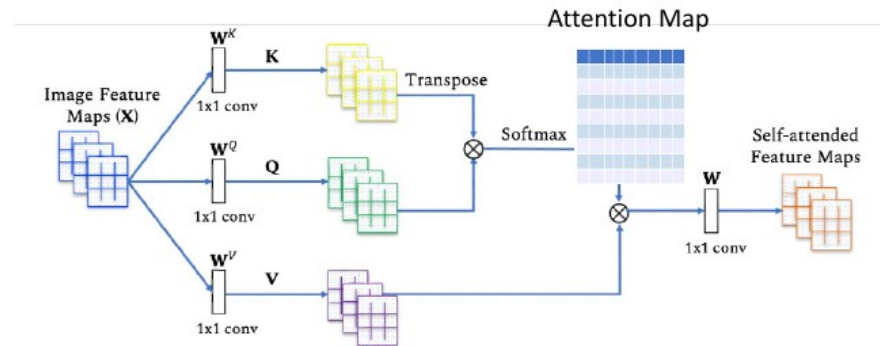 Attention Map
W^K
K
1x1 conv
Transpose
Image Feature
Maps (X)
W^Q
Q
1x1 conv
Softmax
Self-attended
Feature Maps
W
1x1 conv
W^V
V
1x1 conv